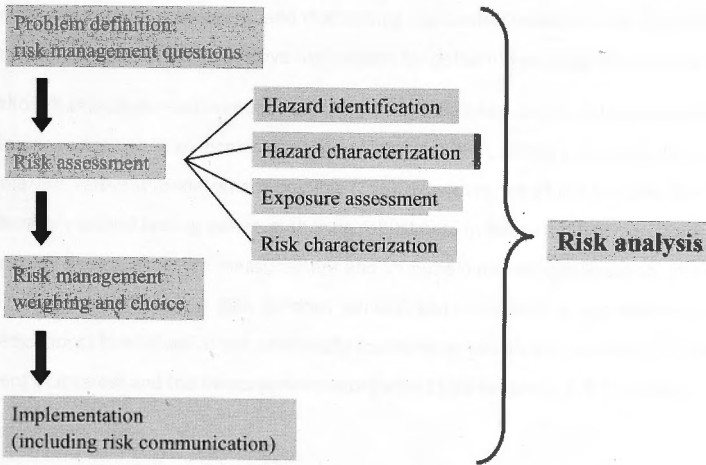 Problem definition:
risk management questions
Hazard identification
Hazard characterization
Risk assessment
Exposure assessment
Risk characterization
Risk analysis
Risk management
weighing and choice
Implementation
(including risk communication)